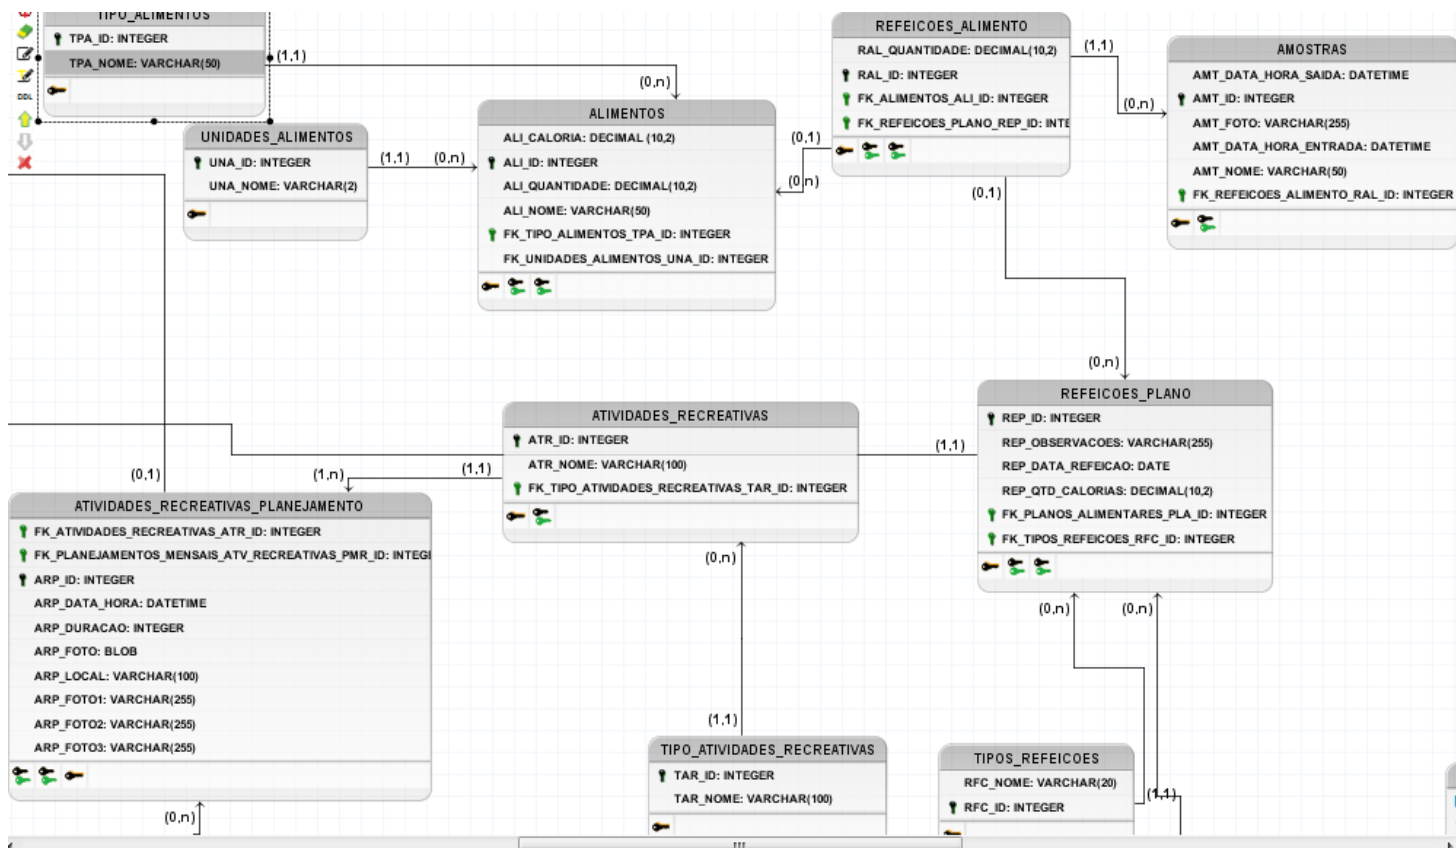 TIPO_ALIMENTOS
TPA_ID: INTEGER
TPA_NOME: VARCHAR(50)
(1,1)
(0,n)
DDL
UNIDADES_ALIMENTOS
UNA_ID: INTEGER
UNA_NOME: VARCHAR(2)
(1,1)
(0,n)
ALIMENTOS
ALI_CALORIA: DECIMAL (10,2)
ALI_ID: INTEGER
ALI_QUANTIDADE: DECIMAL(10,2)
ALI_NOME: VARCHAR(50)
FK_TIPO_ALIMENTOS_TPA_ID: INTEGER
FK_UNIDADES_ALIMENTOS_UNA_ID: INTEGER
(0,1)
(0,n)
REFEICOES_ALIMENTO
RAL_QUANTIDADE: DECIMAL(10,2)
RAL_ID: INTEGER
FK_ALIMENTOS_ALI_ID: INTEGER
FK_REFEICOES_PLANO_REP_ID: INTE
(1,1)
(0,n)
(0,1)
(0,n)
AMOSTRAS
AMT_DATA_HORA_SAIDA: DATETIME
AMT_ID: INTEGER
AMT_FOTO: VARCHAR(255)
AMT_DATA_HORA_ENTRADA: DATETIME
AMT_NOME: VARCHAR(50)
FK_REFEICOES_ALIMENTO_RAL_ID: INTEGER
REFEICOES_PLANO
REP_ID: INTEGER
REP_OBSERVACOES: VARCHAR(255)
REP_DATA_REFEICAO: DATE
REP_QTD_CALORIAS: DECIMAL(10,2)
FK_PLANOS_ALIMENTARES_PLA_ID: INTEGER
FK_TIPOS_REFEICOES_RFC_ID: INTEGER
(1,1)
(0,n)
(0,n)
ATIVIDADES_RECREATIVAS
ATR_ID: INTEGER
ATR_NOME: VARCHAR(100)
FK_TIPO_ATIVIDADES_RECREATIVAS_TAR_ID: INTEGER
(0,1)
(1,n)
(1,1)
(0,n)
ATIVIDADES_RECREATIVAS_PLANEJAMENTO
FK_ATIVIDADES_RECREATIVAS_ATR_ID: INTEGER
FK_PLANEJAMENTOS_MENSAIS_ATV_RECREATIVAS_PMR_ID: INTEG
ARP_ID: INTEGER
ARP_DATA_HORA: DATETIME
ARP_DURACAO: INTEGER
ARP_FOTO: BLOB
ARP_LOCAL: VARCHAR(100)
ARP_FOTO1: VARCHAR(255)
ARP_FOTO2: VARCHAR(255)
ARP_FOTO3: VARCHAR(255)
(0,n)
(1,1)
TIPO_ATIVIDADES_RECREATIVAS
TAR_ID: INTEGER
TAR_NOME: VARCHAR(100)
TIPOS_REFEICOES
RFC_NOME: VARCHAR(20)
RFC_ID: INTEGER
(1,1)